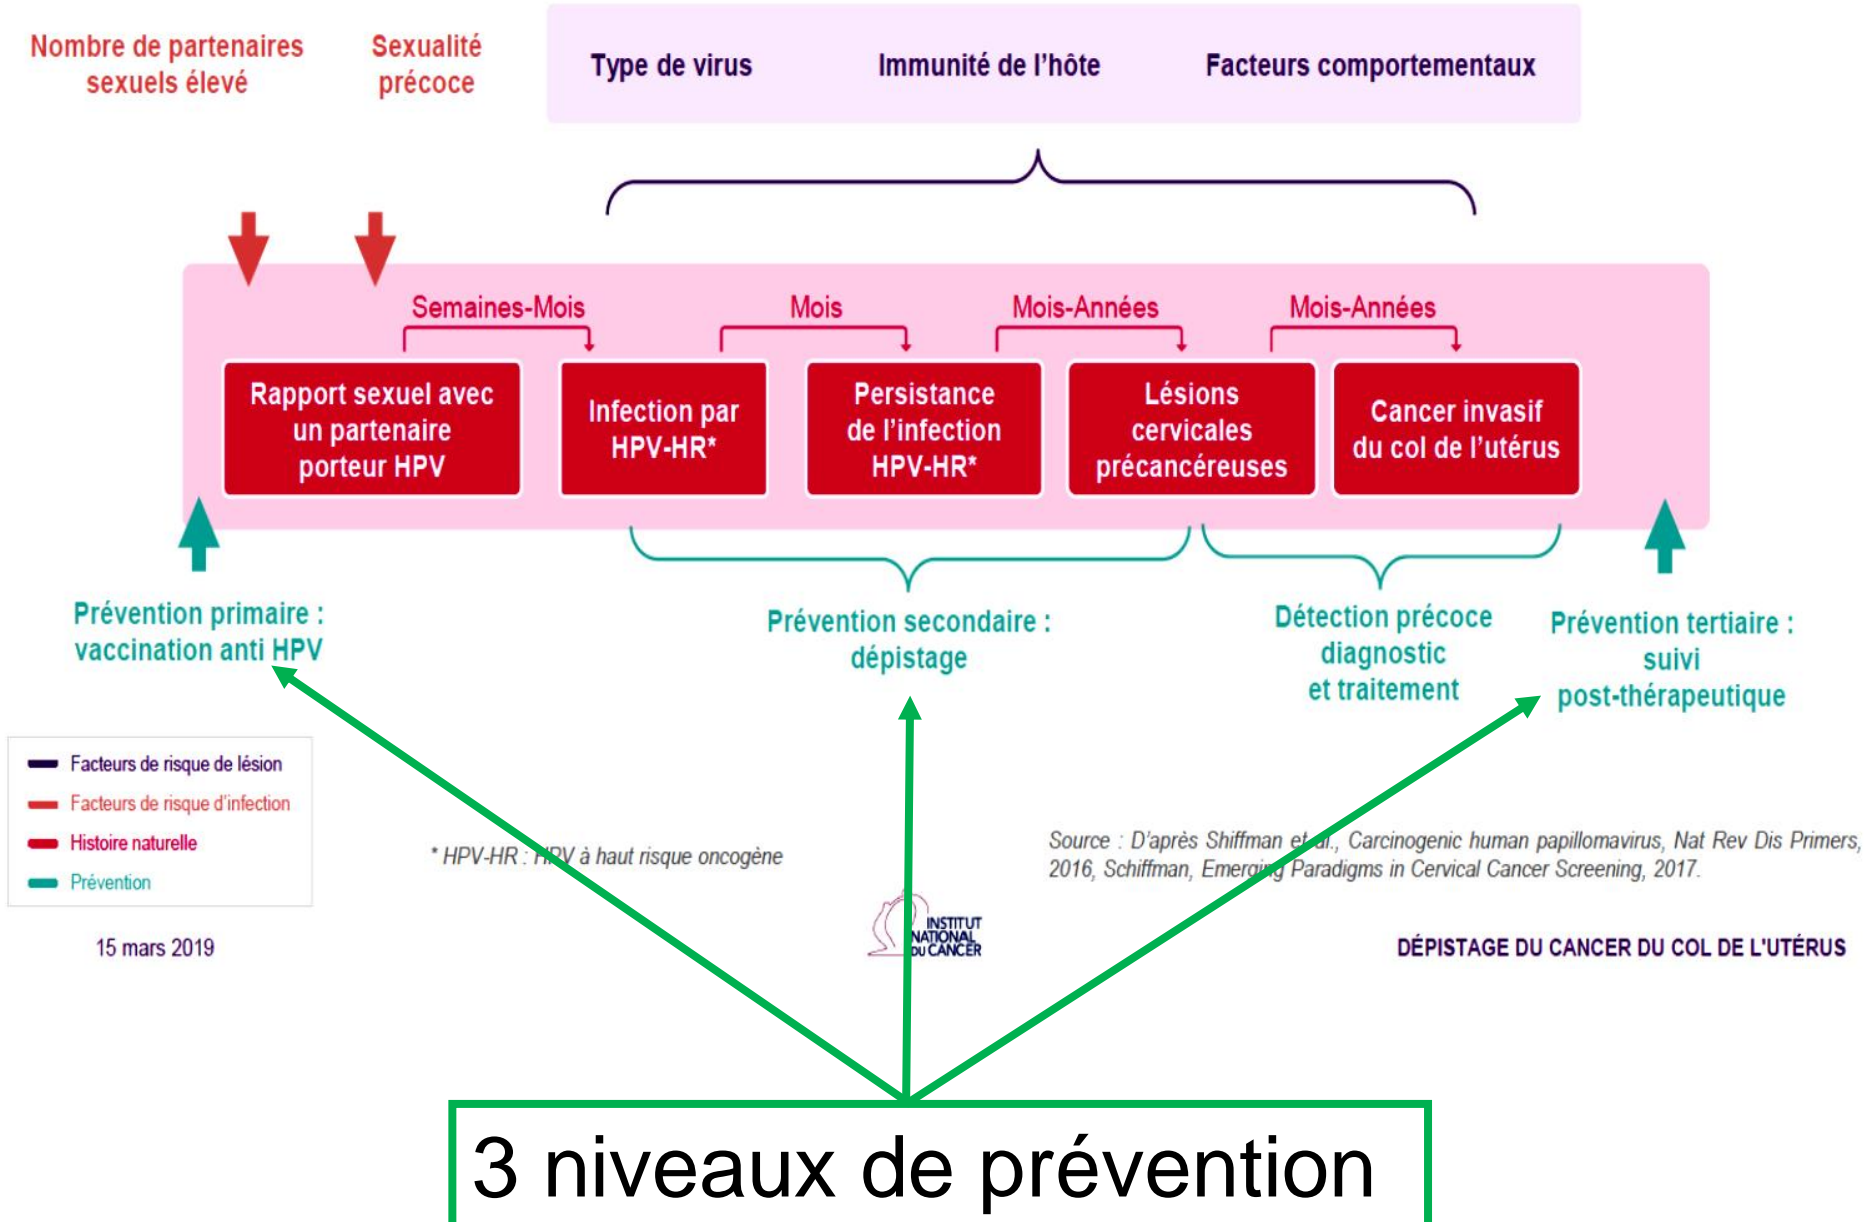 Nombre de partenaires
sexuels élevé
Sexualité
précoce
Type de virus
Immunité de l'hôte
Facteurs comportementaux
Semaines-Mois
Mois
Mois-Années
Mois-Années
Rapport sexuel avec
un partenaire
porteur HPV
Infection par
HPV-HR*
Persistance
de l'infection
HPV-HR*
Lésions
cervicales
précancéreuses
Cancer invasif
du col de l'utérus
Prévention primaire :
vaccination anti HPV
Prévention secondaire :
dépistage
Détection précoce
diagnostic
et traitement
Prévention tertiaire :
suivi
post-thérapeutique
Facteurs de risque de lésion
Facteurs de risque d'infection
Histoire naturelle
Prévention
* HPV-HR : HPV à haut risque oncogène
Source : D'après Shiffman et al., Carcinogenic human papillomavirus, Nat Rev Dis Primers,
2016, Schiffman, Emerging Paradigms in Cervical Cancer Screening, 2017.
15 mars 2019
INSTITUT
NATIONAL
DU CANCER
DÉPISTAGE DU CANCER DU COL DE L'UTÉRUS
3 niveaux de prévention